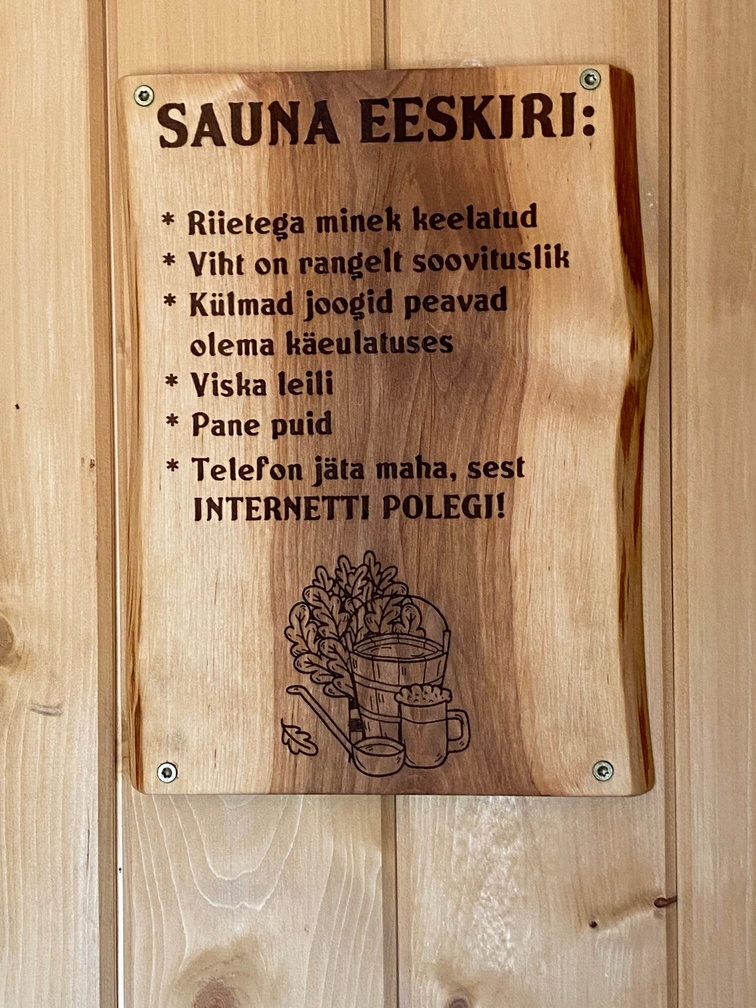 SAUNA EESKIRI:
* Riietega minek keelatud
* Viht on rangelt soovituslik
* Külmad joogid peavad
olema käeulatuses
* Viska leili
* Pane puid
* Telefon jäta maha, sest
INTERNETTI POLEGI!